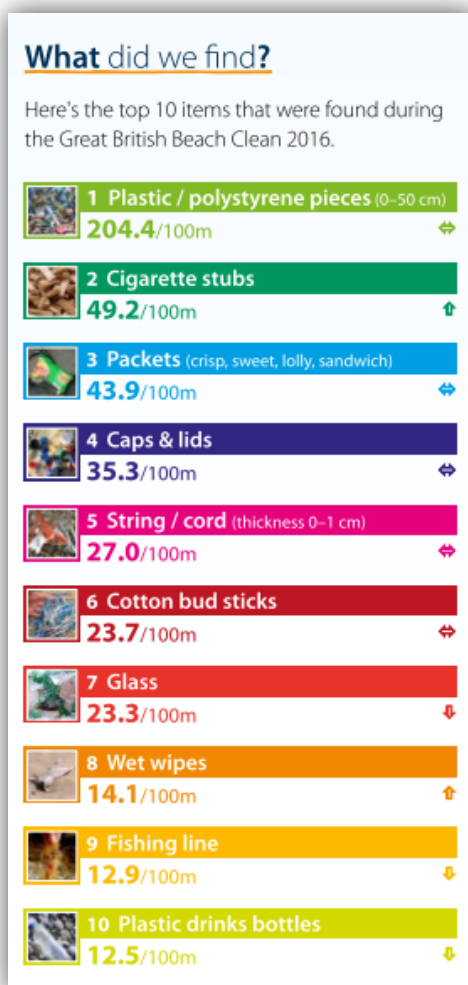 What did we find?
Here's the top 10 items that were found during
the Great British Beach Clean 2016.
1 Plastic / polystyrene pieces (0–50 cm)
204.4/100m
2 Cigarette stubs
49.2/100m
3 Packets (crisp, sweet, lolly, sandwich)
43.9/100m
4 Caps & lids
35.3/100m
5 String / cord (thickness 0–1 cm)
27.0/100m
6 Cotton bud sticks
23.7/100m
7 Glass
23.3/100m
8 Wet wipes
14.1/100m
9 Fishing line
12.9/100m
10 Plastic drinks bottles
12.5/100m